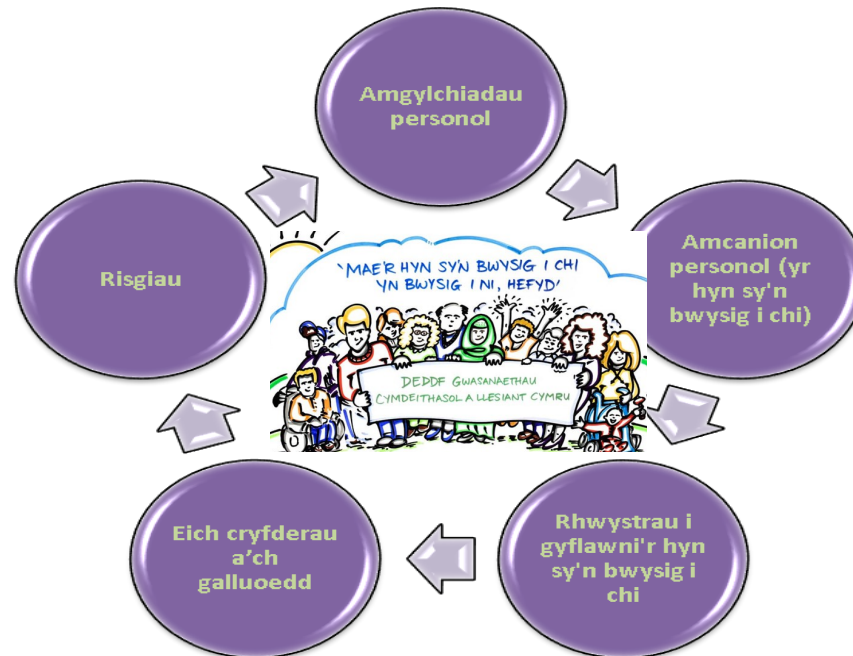 Amgylchiadau
personol
Amcanion
personol (yr
hyn sy'n
bwysig i chi)
Rhwystrau i
gyflawni'r hyn
sy'n bwysig i
chi
Eich cryfderau
a’ch
galluoedd
Risgiau
'MAE'R HYN SY'N BWYSIG I CHI
YN BWYSIG I NI, HEFYD'
DEDDF GWASANAETHAU
CYMDEITHASOL A LLESIANT CYMRU